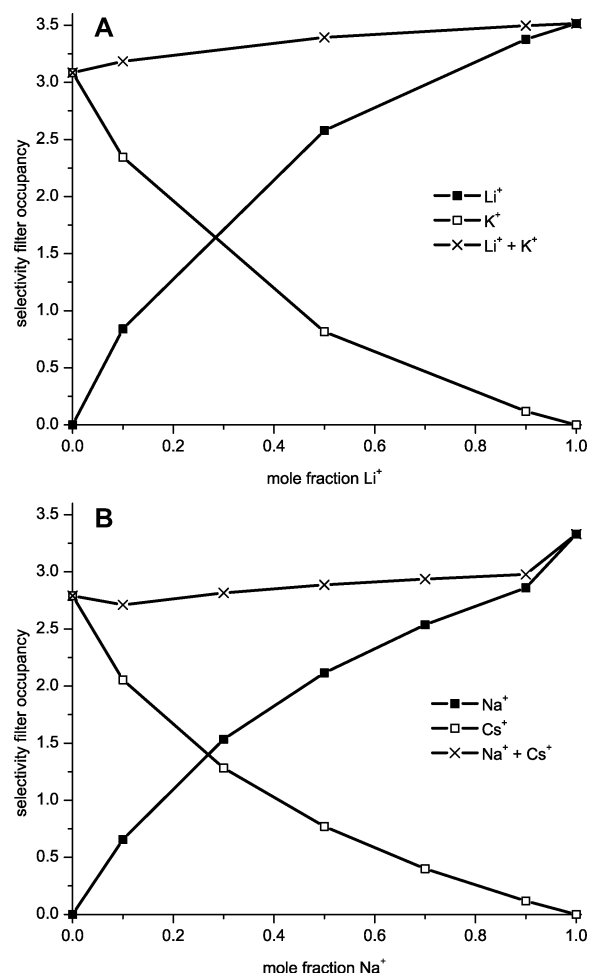 A
3.5
3.0
2.5
2.0
1.5
1.0
0.5
0.0
selectivity filter occupancy
Li⁺
K⁺
Li⁺ + K⁺
0.0 0.2 0.4 0.6 0.8 1.0
mole fraction Li⁺
B
3.5
3.0
2.5
2.0
1.5
1.0
0.5
0.0
selectivity filter occupancy
Na⁺
Cs⁺
Na⁺ + Cs⁺
0.0 0.2 0.4 0.6 0.8 1.0
mole fraction Na⁺